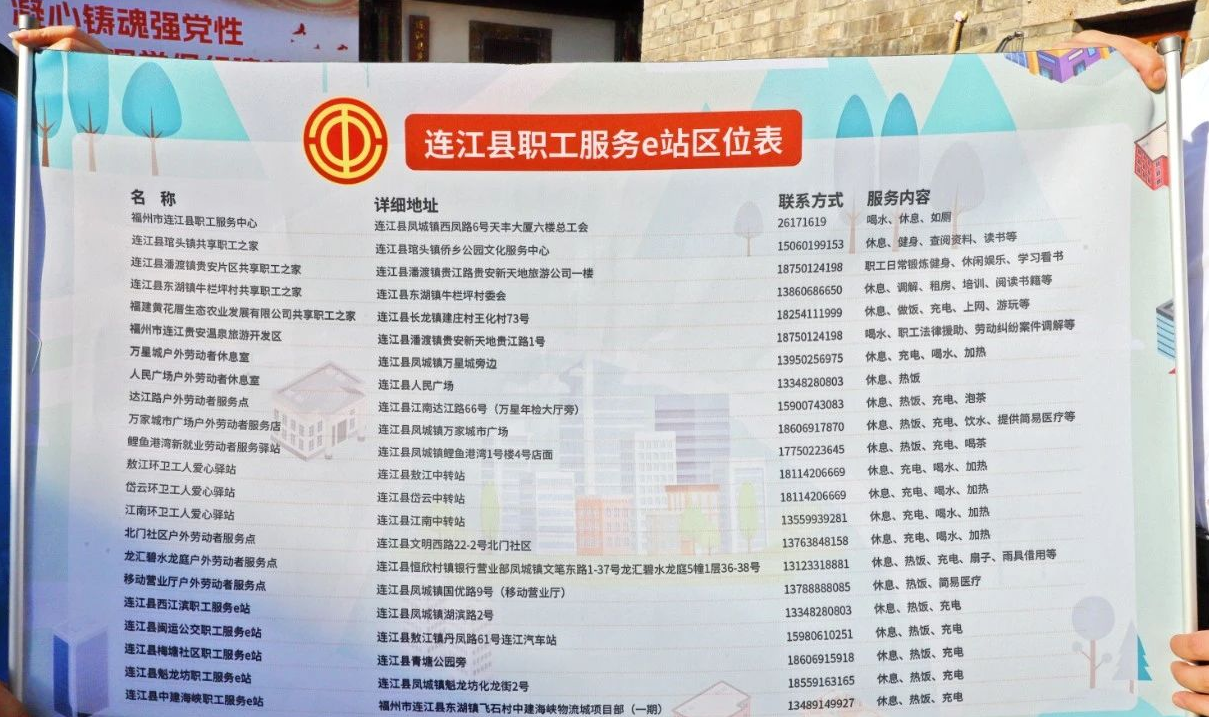 凝心铸魂强党性
连江县职工服务e站区位表
名 称 详细地址 联系方式 服务内容
福州市连江县职工服务中心 连江县凤城镇西凤路6号天丰大厦六楼总工会 26171619 喝水、休息、如厕
连江县琯头镇共享职工之家 连江县琯头镇侨乡公园文化服务中心 15060199153 休息、健身、查阅资料、读书等
连江县潘渡镇贵安片区共享职工之家 连江县潘渡镇贵江路贵安新天地旅游公司一楼 18750124198 职工日常锻炼健身、休闲娱乐、学习看书
连江县东湖镇牛栏坪村共享职工之家 连江县东湖镇牛栏坪村委会 13860686650 休息、调解、租房、培训、阅读书籍等
福建黄花厝生态农业发展有限公司共享职工之家 连江县长龙镇建庄村王化村73号 18254111999 休息、做饭、充电、上网、游玩等
福州市连江贵安温泉旅游开发区 连江县潘渡镇贵安新天地贵江路1号 18750124198 喝水、职工法律援助、劳动纠纷案件调解等
万星城户外劳动者休息室 连江县凤城镇万星城旁边 13950256975 休息、充电、喝水、加热
人民广场户外劳动者休息室 连江县人民广场 13348280803 休息、热饭
达江路户外劳动者服务点 连江县江南达江路66号（万星年检大厅旁） 15900743083 休息、热饭、充电、泡茶
万家城市广场户外劳动者服务店 连江县凤城镇万家城市广场 18606917870 休息、热饭、充电、饮水、提供简易医疗等
鲤鱼港湾新就业劳动者服务驿站 连江县凤城镇鲤鱼港湾1号楼4号店面 17750223645 休息、热饭、充电、喝茶
敖江环卫工人爱心驿站 连江县敖江中转站 18114206669 休息、充电、喝水、加热
岱云环卫工人爱心驿站 连江县岱云中转站 18114206669 休息、充电、喝水、加热
江南环卫工人爱心驿站 连江县江南中转站 13559939281 休息、充电、喝水、加热
北门社区户外劳动者服务点 连江县文明西路22-2号北门社区 13763848158 休息、充电、喝水、加热
龙汇碧水龙庭户外劳动者服务点 连江县恒欣村镇银行营业部凤城镇文笔东路1-37号龙汇碧水龙庭5幢1层36-38号 13123318881 休息、热饭、充电、扇子、雨具借用等
移动营业厅户外劳动者服务点 连江县凤城镇国优路9号（移动营业厅） 13788888085 休息、热饭、简易医疗
连江县西江滨职工服务e站 连江县凤城镇湖滨路2号 13348280803 休息、热饭、充电
连江县闽运公交职工服务e站 连江县敖江镇丹凤路61号连江汽车站 15980610251 休息、热饭、充电
连江县梅塘社区职工服务e站 连江县青塘公园旁 18606915918 休息、热饭、充电
连江县魁龙坊职工服务e站 连江县凤城镇魁龙坊化龙街2号 18559163165 休息、热饭、充电
连江县中建海峡职工服务e站 福州市连江县东湖镇飞石村中建海峡物流城项目部（一期） 13489149927 休息、热饭、充电